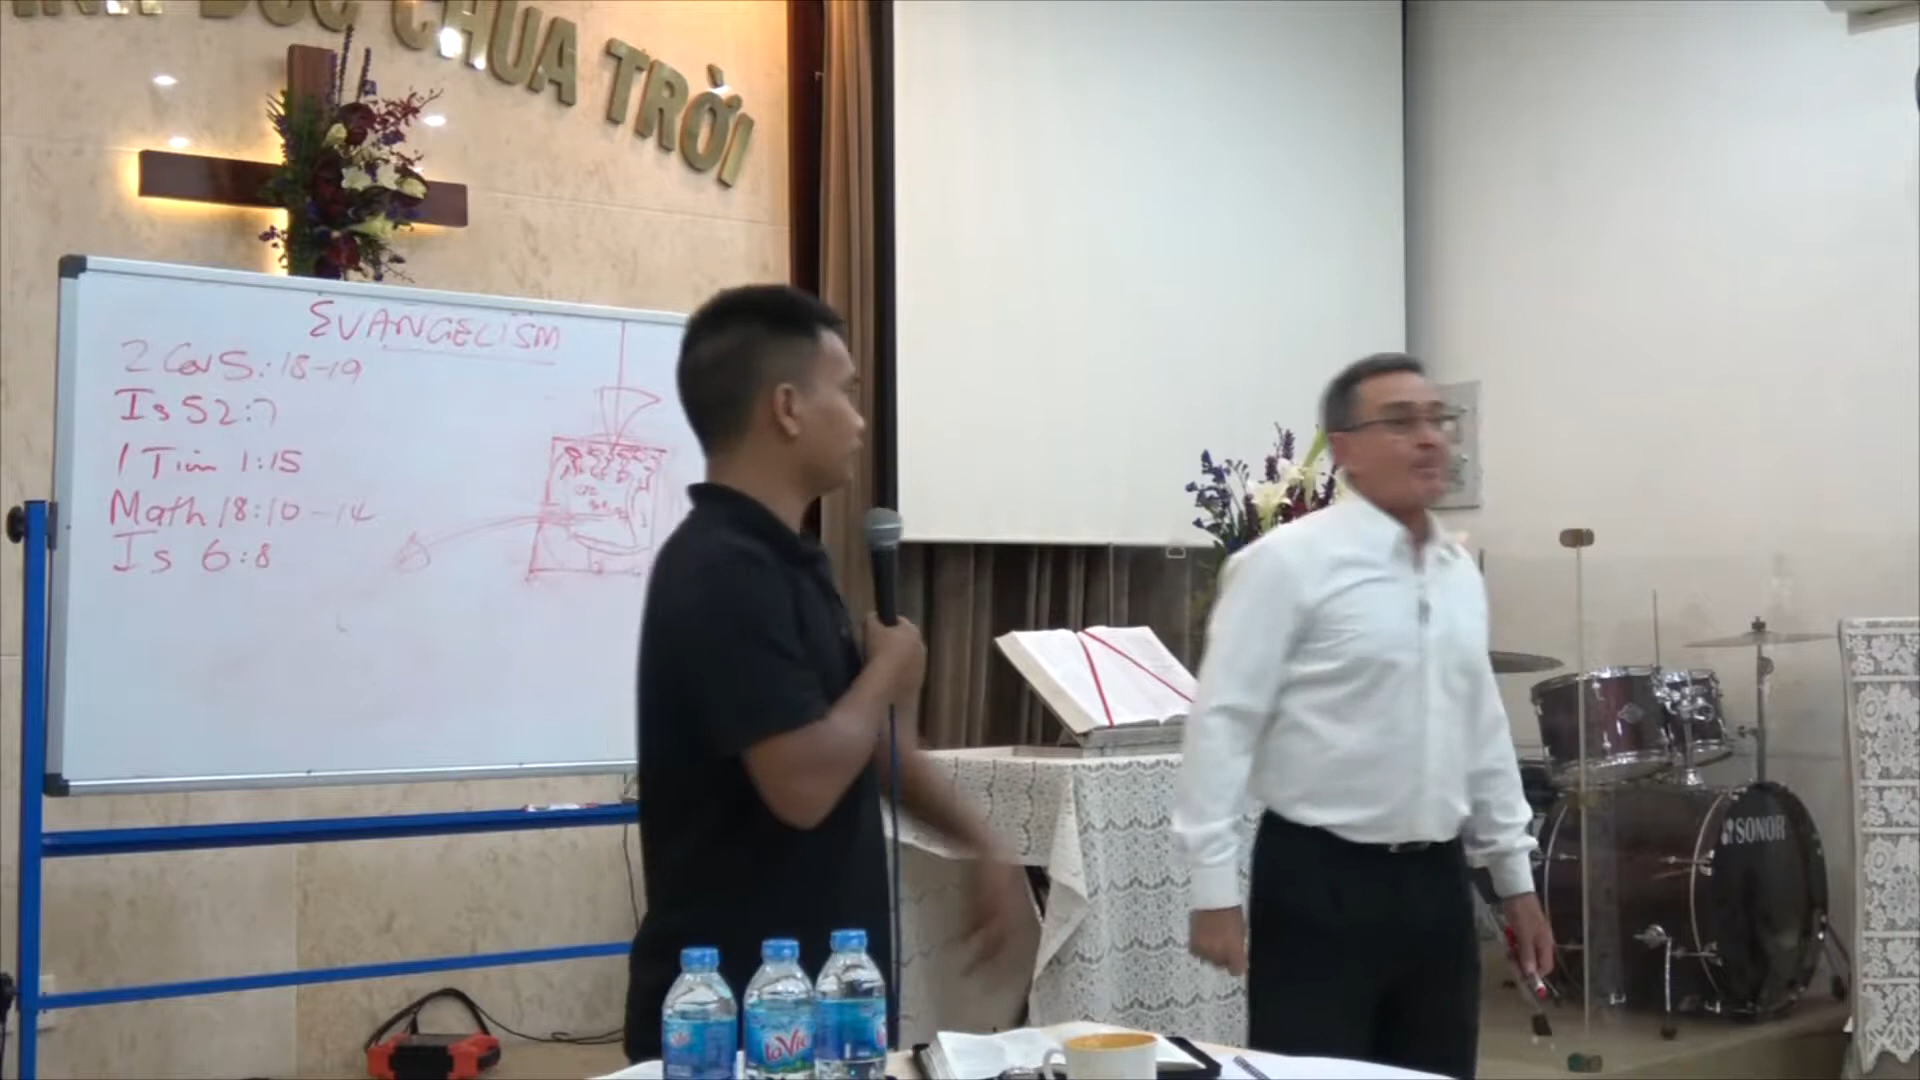 CHÚA TRỜI
EVANGELISM
2 Cor 5:18-19
Is 52:7
1 Tim 1:15
Math 18:10-14
Is 6:8
SONOR
laVie